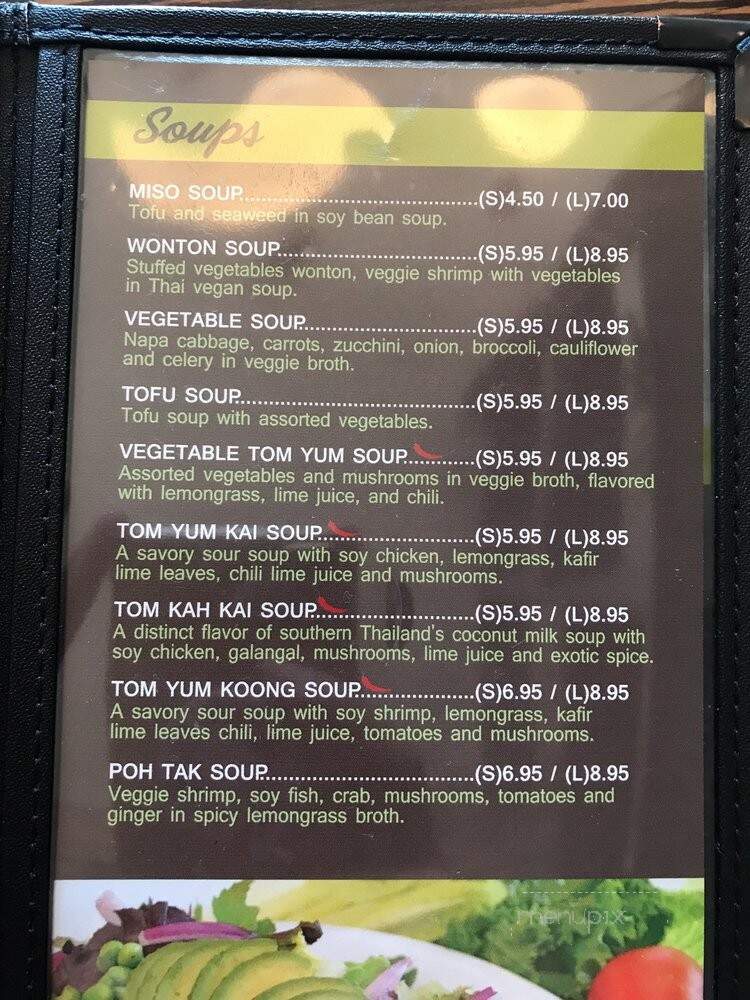 Soups
MISO SOUP..............................(S)4.50 / (L)7.00
Tofu and seaweed in soy bean soup.
WONTON SOUP.........................(S)5.95 / (L)8.95
Stuffed vegetables wonton, veggie shrimp with vegetables
in Thai vegan soup.
VEGETABLE SOUP......................(S)5.95 / (L)8.95
Napa cabbage, carrots, zucchini, onion, broccoli, cauliflower
and celery in veggie broth.
TOFU SOUP..............................(S)5.95 / (L)8.95
Tofu soup with assorted vegetables.
VEGETABLE TOM YUM SOUP.........(S)5.95 / (L)8.95
Assorted vegetables and mushrooms in veggie broth, flavored
with lemongrass, lime juice, and chili.
TOM YUM KAI SOUP....................(S)5.95 / (L)8.95
A savory sour soup with soy chicken, lemongrass, kafir
lime leaves, chili lime juice and mushrooms.
TOM KAH KAI SOUP....................(S)5.95 / (L)8.95
A distinct flavor of southern Thailand's coconut milk soup with
soy chicken, galangal, mushrooms, lime juice and exotic spice.
TOM YUM KOONG SOUP...............(S)6.95 / (L)8.95
A savory sour soup with soy shrimp, lemongrass, kafir
lime leaves chili, lime juice, tomatoes and mushrooms.
POH TAK SOUP..........................(S)6.95 / (L)8.95
Veggie shrimp, soy fish, crab, mushrooms, tomatoes and
ginger in spicy lemongrass broth.
menupix